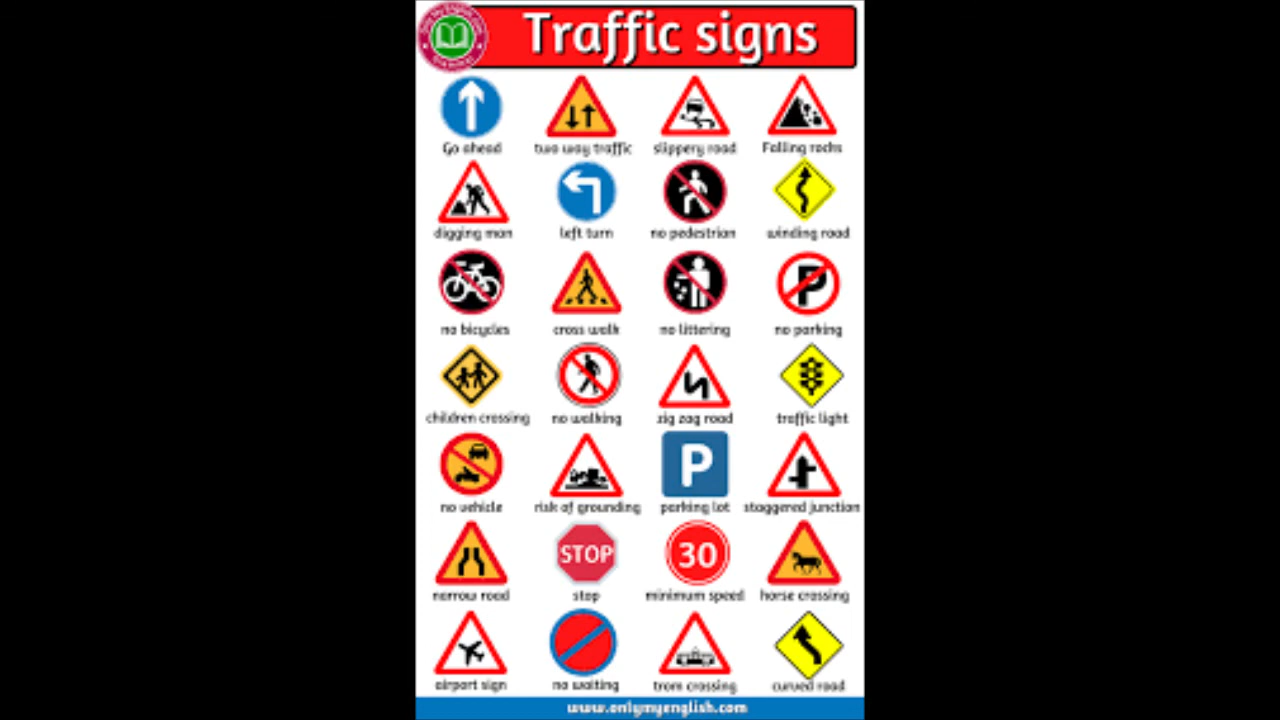 Traffic signs
Go ahead two way traffic slippery road Falling rocks
digging man left turn no pedestrian winding road
P
no bicycles cross walk no littering no parking
children crossing no walking zig zag road traffic light
P
no vehicle risk of grounding parking lot staggered junction
STOP 30
narrow road stop minimum speed horse crossing
airport sign no waiting tram crossing curved road
www.onlymyenglish.com